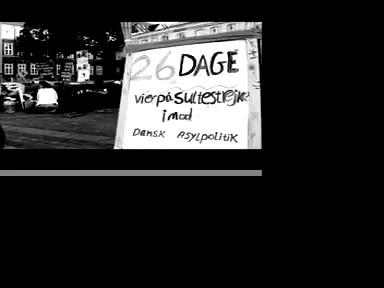 26 DAGE
vi er på sultestrejke
imod
Dansk Asylpolitik